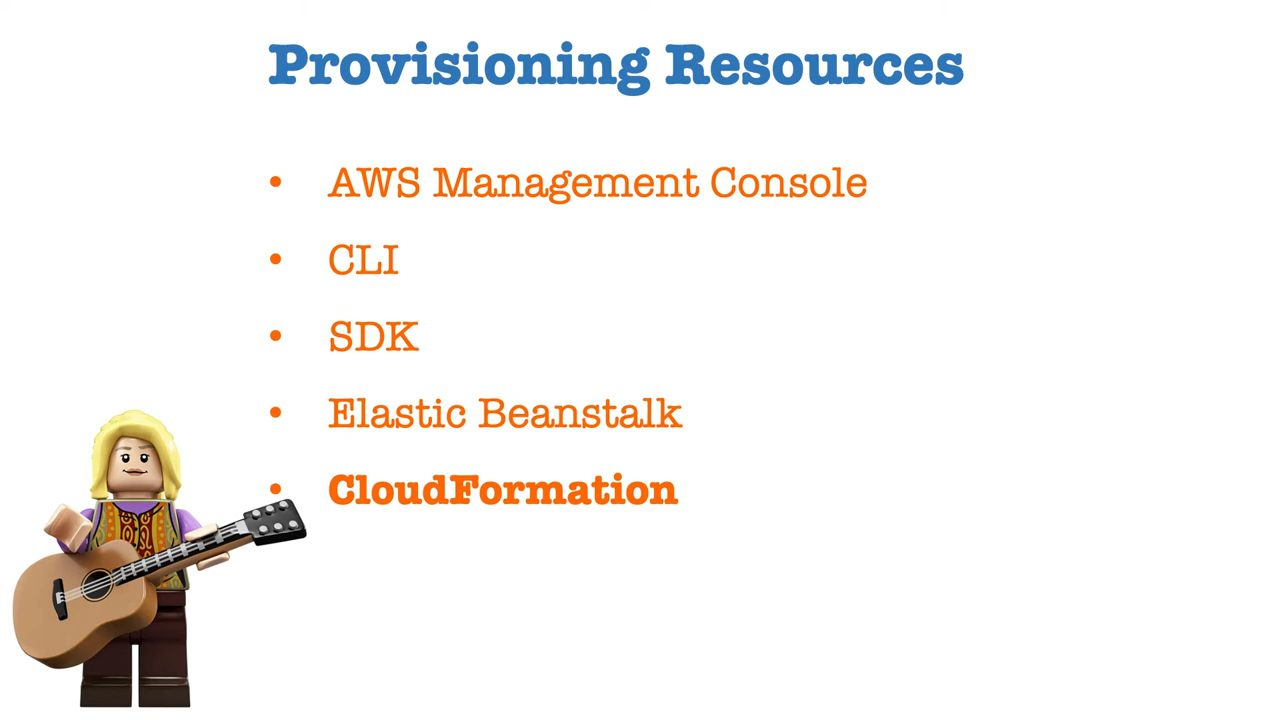 Provisioning Resources
• AWS Management Console
• CLI
• SDK
• Elastic Beanstalk
• CloudFormation